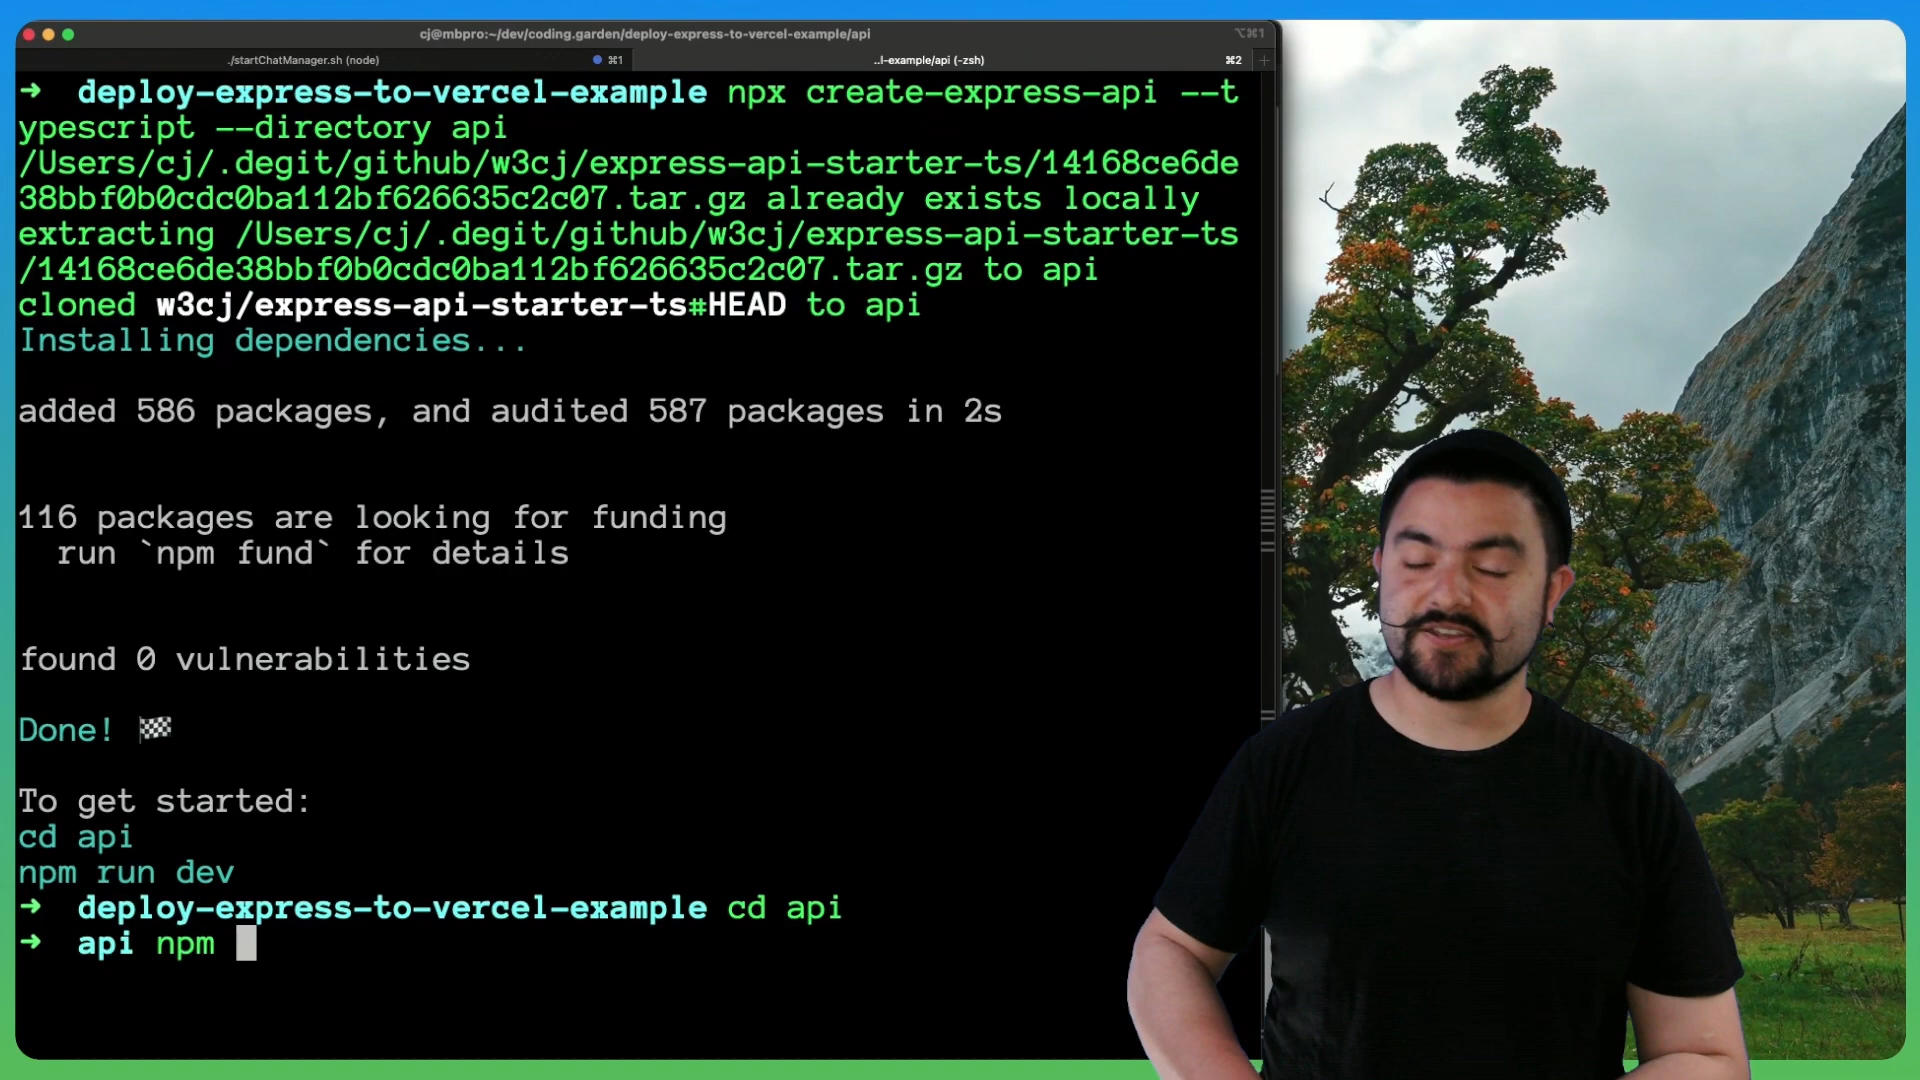 cj@mbpro:~/dev/coding.garden/deploy-express-to-vercel-example/api
⌥⌘1
./startChatManager.sh (node)
⌘1
..l-example/api (-zsh)
⌘2
➜ deploy-express-to-vercel-example npx create-express-api --t
ypescript --directory api
/Users/cj/.degit/github/w3cj/express-api-starter-ts/14168ce6de
38bbf0b0cdc0ba112bf626635c2c07.tar.gz already exists locally
extracting /Users/cj/.degit/github/w3cj/express-api-starter-ts
/14168ce6de38bbf0b0cdc0ba112bf626635c2c07.tar.gz to api
cloned w3cj/express-api-starter-ts#HEAD to api
Installing dependencies...
added 586 packages, and audited 587 packages in 2s
116 packages are looking for funding
run `npm fund` for details
found 0 vulnerabilities
Done! 🏁
To get started:
cd api
npm run dev
➜ deploy-express-to-vercel-example cd api
➜ api npm